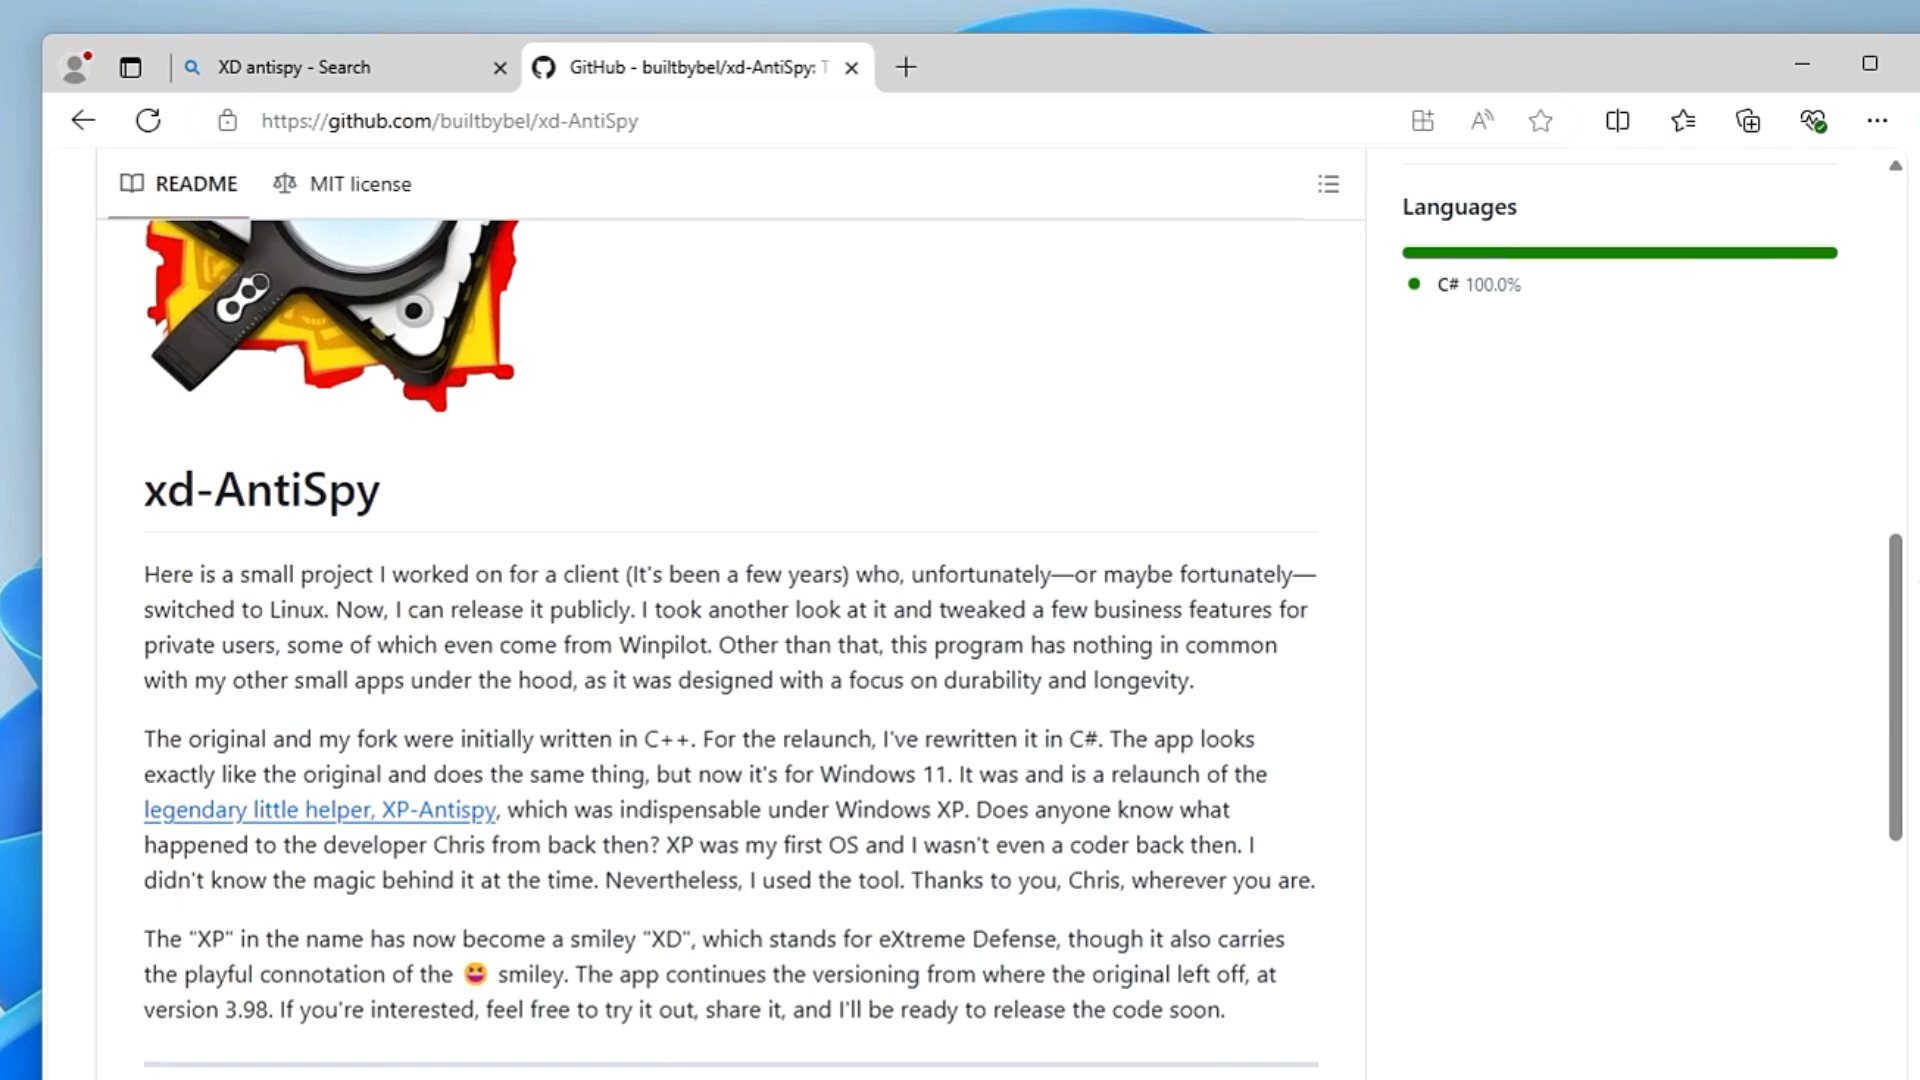 XD antispy - Search
GitHub - builtbybel/xd-AntiSpy: T
https://github.com/builtbybel/xd-AntiSpy
README
MIT license
Languages
C# 100.0%
xd-AntiSpy
Here is a small project I worked on for a client (It's been a few years) who, unfortunately—or maybe fortunately—
switched to Linux. Now, I can release it publicly. I took another look at it and tweaked a few business features for
private users, some of which even come from Winpilot. Other than that, this program has nothing in common
with my other small apps under the hood, as it was designed with a focus on durability and longevity.
The original and my fork were initially written in C++. For the relaunch, I've rewritten it in C#. The app looks
exactly like the original and does the same thing, but now it's for Windows 11. It was and is a relaunch of the
legendary little helper, XP-Antispy, which was indispensable under Windows XP. Does anyone know what
happened to the developer Chris from back then? XP was my first OS and I wasn't even a coder back then. I
didn't know the magic behind it at the time. Nevertheless, I used the tool. Thanks to you, Chris, wherever you are.
The "XP" in the name has now become a smiley "XD", which stands for eXtreme Defense, though it also carries
the playful connotation of the 😆 smiley. The app continues the versioning from where the original left off, at
version 3.98. If you're interested, feel free to try it out, share it, and I'll be ready to release the code soon.